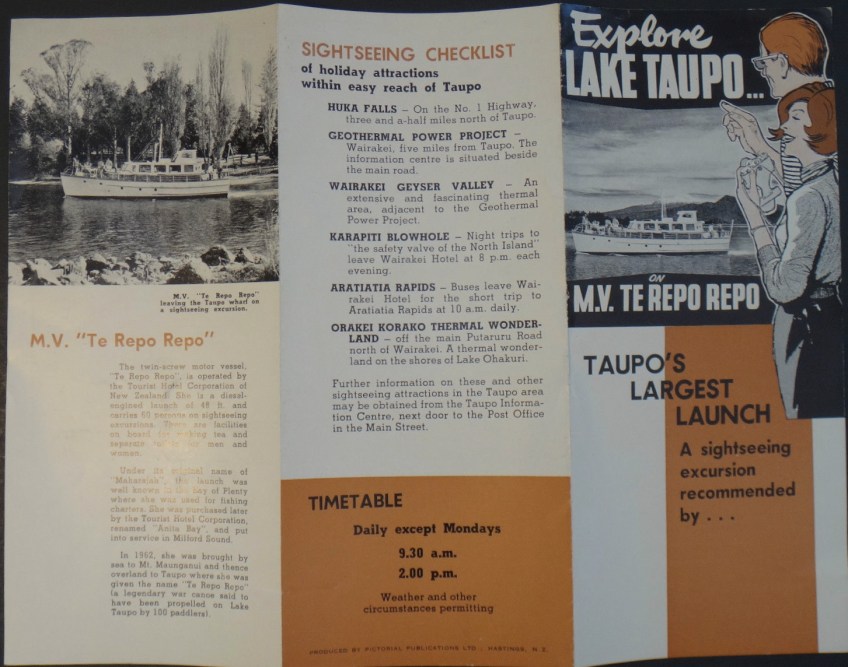 M.V. "Te Repo Repo"
leaving the Taupo wharf on
a sightseeing excursion.
M.V. "Te Repo Repo"
The twin-screw motor vessel,
"Te Repo Repo", is operated by
the Tourist Hotel Corporation of
New Zealand. She is a diesel-
engined launch of 48 ft. and
carries 60 persons on sightseeing
excursions. There are facilities
on board for making tea and
separate for men and
women.
Under its original name of
the launch was
well known in the Bay of Plenty
where she was used for fishing
charters. She was purchased later
by the Tourist Hotel Corporation,
renamed "Anita Bay", and put
into service in Milford Sound.
In 1962, she was brought by
sea to Mt. Maunganui and thence
overland to Taupo where she was
given the name "Te Repo Repo"
(a legendary war canoe said to
have been propelled on Lake
Taupo by 100 paddlers).
SIGHTSEEING CHECKLIST
of holiday attractions
within easy reach of Taupo
HUKA FALLS – On the No. 1 Highway,
three and a-half miles north of Taupo.
GEOTHERMAL POWER PROJECT –
Wairakei, five miles from Taupo. The
information centre is situated beside
the main road.
WAIRAKEI GEYSER VALLEY – An
extensive and fascinating thermal
area, adjacent to the Geothermal
Power Project.
KARAPITI BLOWHOLE – Night trips to
"the safety valve of the North Island"
leave Wairakei Hotel at 8 p.m. each
evening.
ARATIATIA RAPIDS – Buses leave Wai-
rakei Hotel for the short trip to
Aratiatia Rapids at 10 a.m. daily.
ORAKEI KORAKO THERMAL WONDER-
LAND – off the main Putaruru Road
north of Wairakei. A thermal wonder-
land on the shores of Lake Ohakuri.
Further information on these and other
sightseeing attractions in the Taupo area
may be obtained from the Taupo Informa-
tion Centre, next door to the Post Office
in the Main Street.
TIMETABLE
Daily except Mondays
9.30 a.m.
2.00 p.m.
Weather and other
circumstances permitting
PRODUCED BY PICTORIAL PUBLICATIONS LTD., HASTINGS, N.Z.
Explore
LAKE TAUPO...
ON
M.V. TE REPO REPO
TAUPO'S
LARGEST
LAUNCH
A sightseeing
excursion
recommended
by . . .